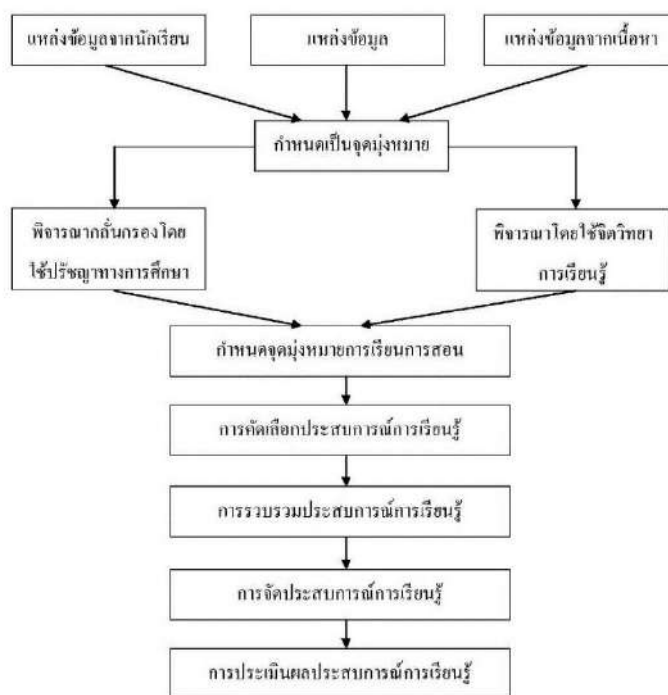 แหล่งข้อมูลจากนักเรียน
แหล่งข้อมูล
แหล่งข้อมูลจากเนื้อหา
กำหนดเป็นจุดมุ่งหมาย
พิจารณากลั่นกรองโดย
ใช้ปรัชญาทางการศึกษา
พิจารณาโดยใช้จิตวิทยา
การเรียนรู้
กำหนดจุดมุ่งหมายการเรียนการสอน
การคัดเลือกประสบการณ์การเรียนรู้
การรวบรวมประสบการณ์การเรียนรู้
การจัดประสบการณ์การเรียนรู้
การประเมินผลประสบการณ์การเรียนรู้